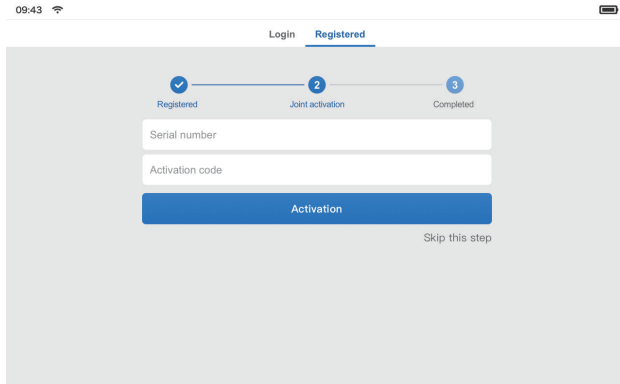 09:43
Login Registered
2 3
Registered Joint activation Completed
Serial number
Activation code
Activation
Skip this step